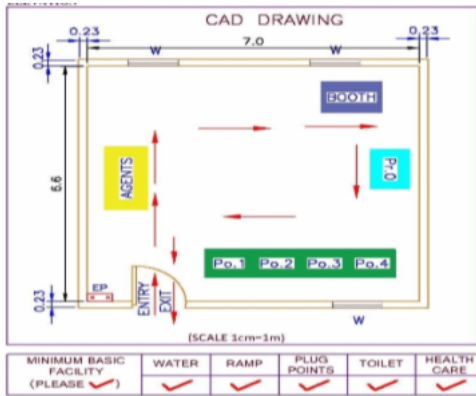 CAD DRAWING
0.23
7.0
0.23
W
W
0.23
BOOTH
6.6
AGENTS
Pr.O
Po.1 Po.2 Po.3 Po.4
EP
ENTRY
EXIT
0.23
W
(SCALE 1cm=1m)
MINIMUM BASIC FACILITY (PLEASE ✓)
WATER
RAMP
PLUG POINTS
TOILET
HEALTH CARE
✓ ✓ ✓ ✓ ✓